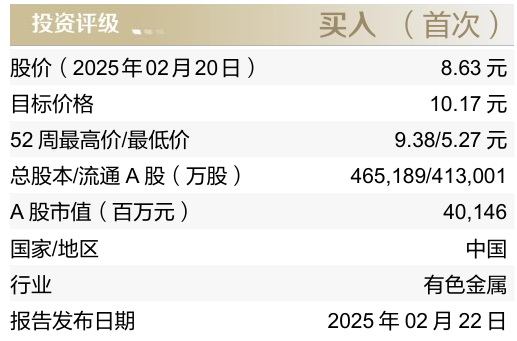 投资评级 买入 （首次）
股价（2025年02月20日） 8.63 元
目标价格 10.17 元
52 周最高价/最低价 9.38/5.27 元
总股本/流通 A 股（万股） 465,189/413,001
A 股市值（百万元） 40,146
国家/地区 中国
行业 有色金属
报告发布日期 2025 年 02 月 22 日